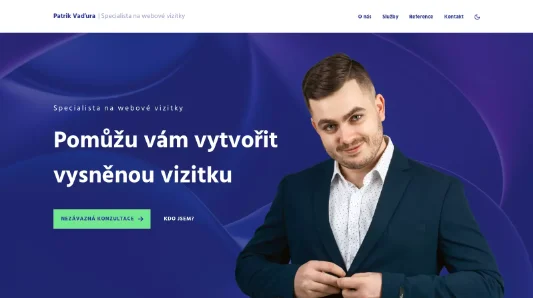 Patrik Vaďura | Specialista na webové vizitky
O nás Služby Reference Kontakt
Specialista na webové vizitky
Pomůžu vám vytvořit
vysněnou vizitku
NEZÁVAZNÁ KONZULTACE → KDO JSEM?